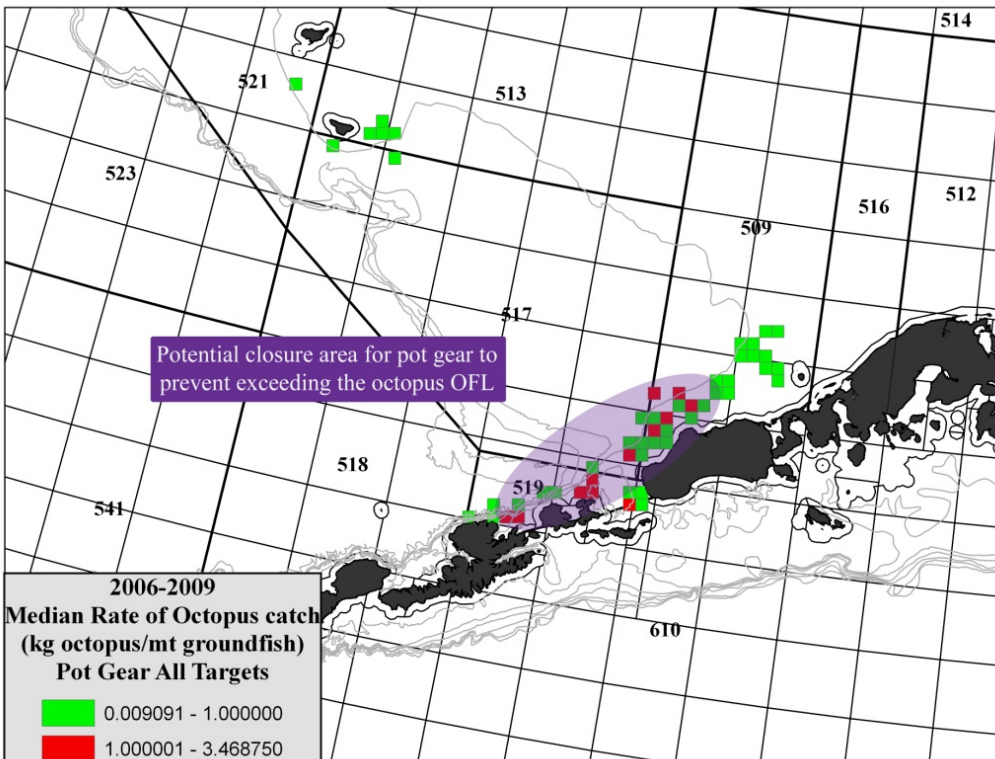 514
521
513
523
512
516
509
517
Potential closure area for pot gear to
prevent exceeding the octopus OFL
518
519
541
610
2006-2009
Median Rate of Octopus catch
(kg octopus/mt groundfish)
Pot Gear All Targets
0.009091 - 1.000000
1.000001 - 3.468750